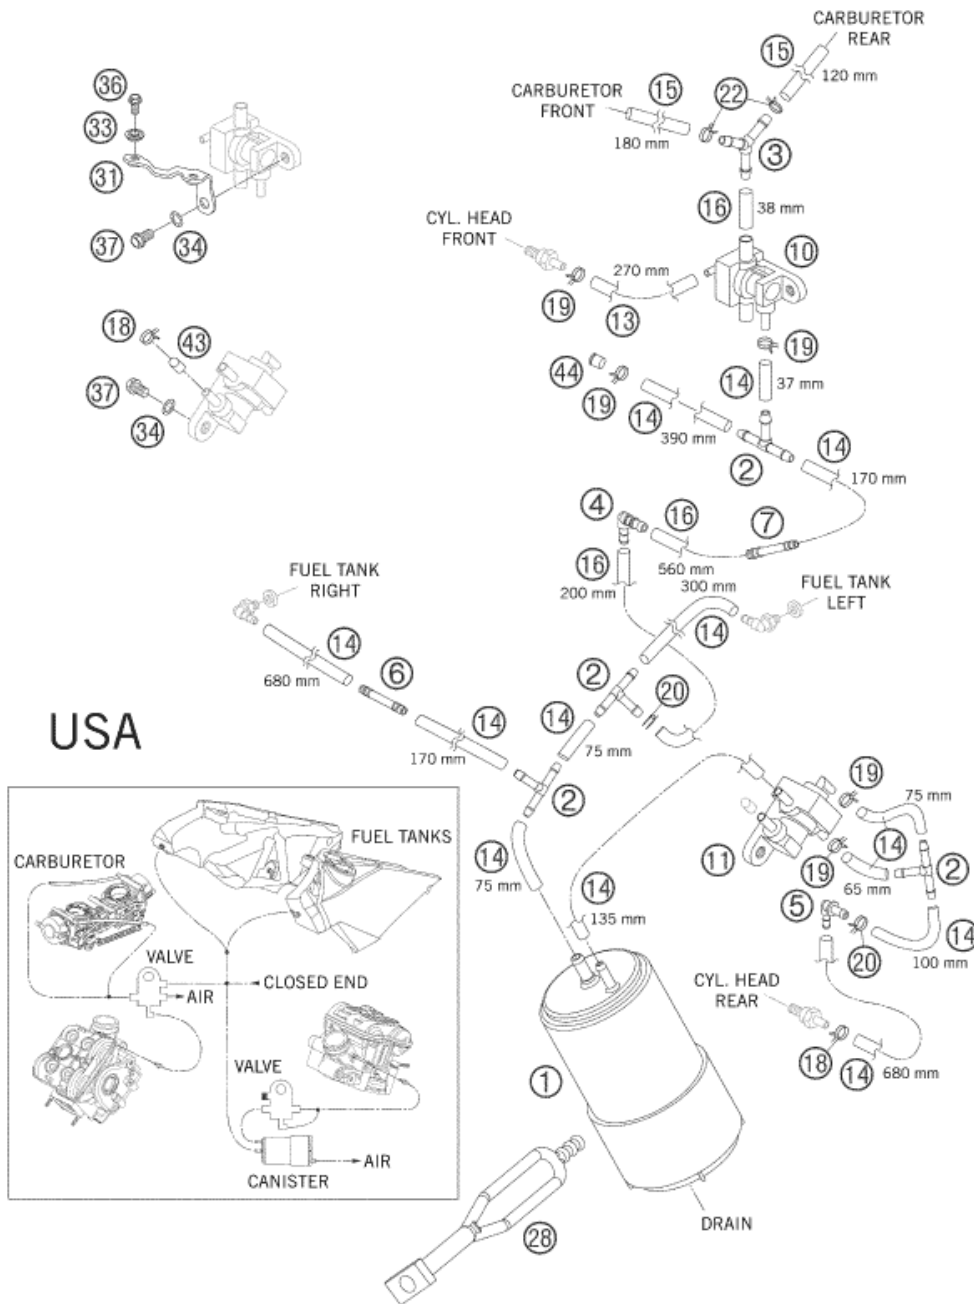 CARBURETOR
REAR
15
120 mm
36
CARBURETOR
FRONT
15
22
33
180 mm
3
31
16
38 mm
CYL. HEAD
FRONT
10
37
34
270 mm
19
13
18
43
19
44
14
37 mm
37
19
34
14
390 mm
2
14
170 mm
4
16
7
16
560 mm
200 mm
300 mm
FUEL TANK
RIGHT
FUEL TANK
LEFT
14
14
680 mm
6
2
20
USA
14
14
75 mm
170 mm
2
19
75 mm
FUEL TANKS
CARBURETOR
14
75 mm
11
19
14
65 mm
2
14
135 mm
5
14
100 mm
20
VALVE
CLOSED END
AIR
CYL. HEAD
REAR
18
14
680 mm
VALVE
1
AIR
CANISTER
DRAIN
28